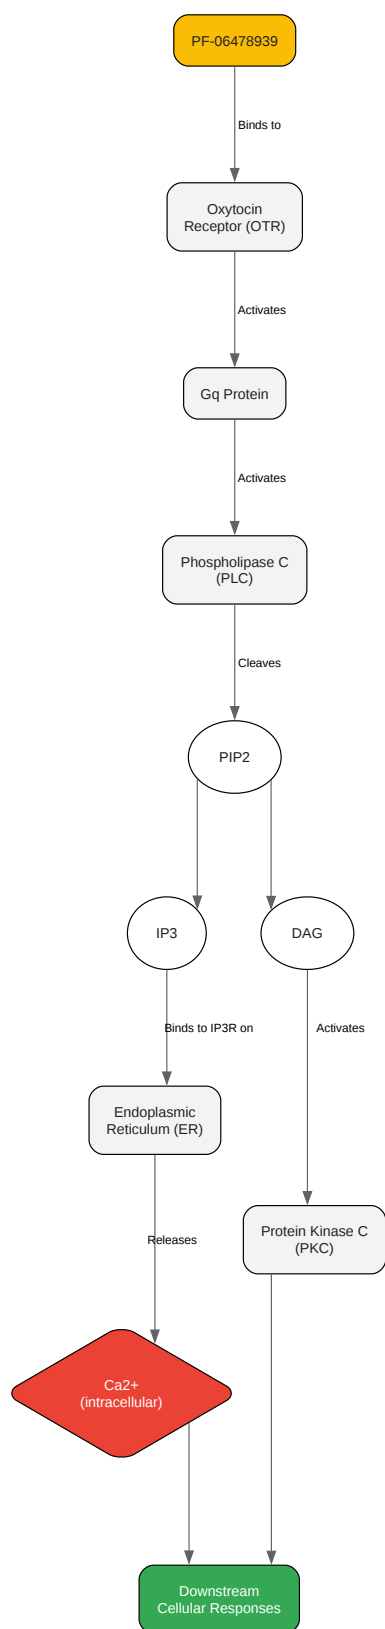 PF-06478939
Binds to
Oxytocin
Receptor (OTR)
Activates
Gq Protein
Activates
Phospholipase C
(PLC)
Cleaves
PIP2
IP3
DAG
Binds to IP3R on
Activates
Endoplasmic
Reticulum (ER)
Releases
Protein Kinase C
(PKC)
Ca2+
(intracellular)
Downstream
Cellular Responses